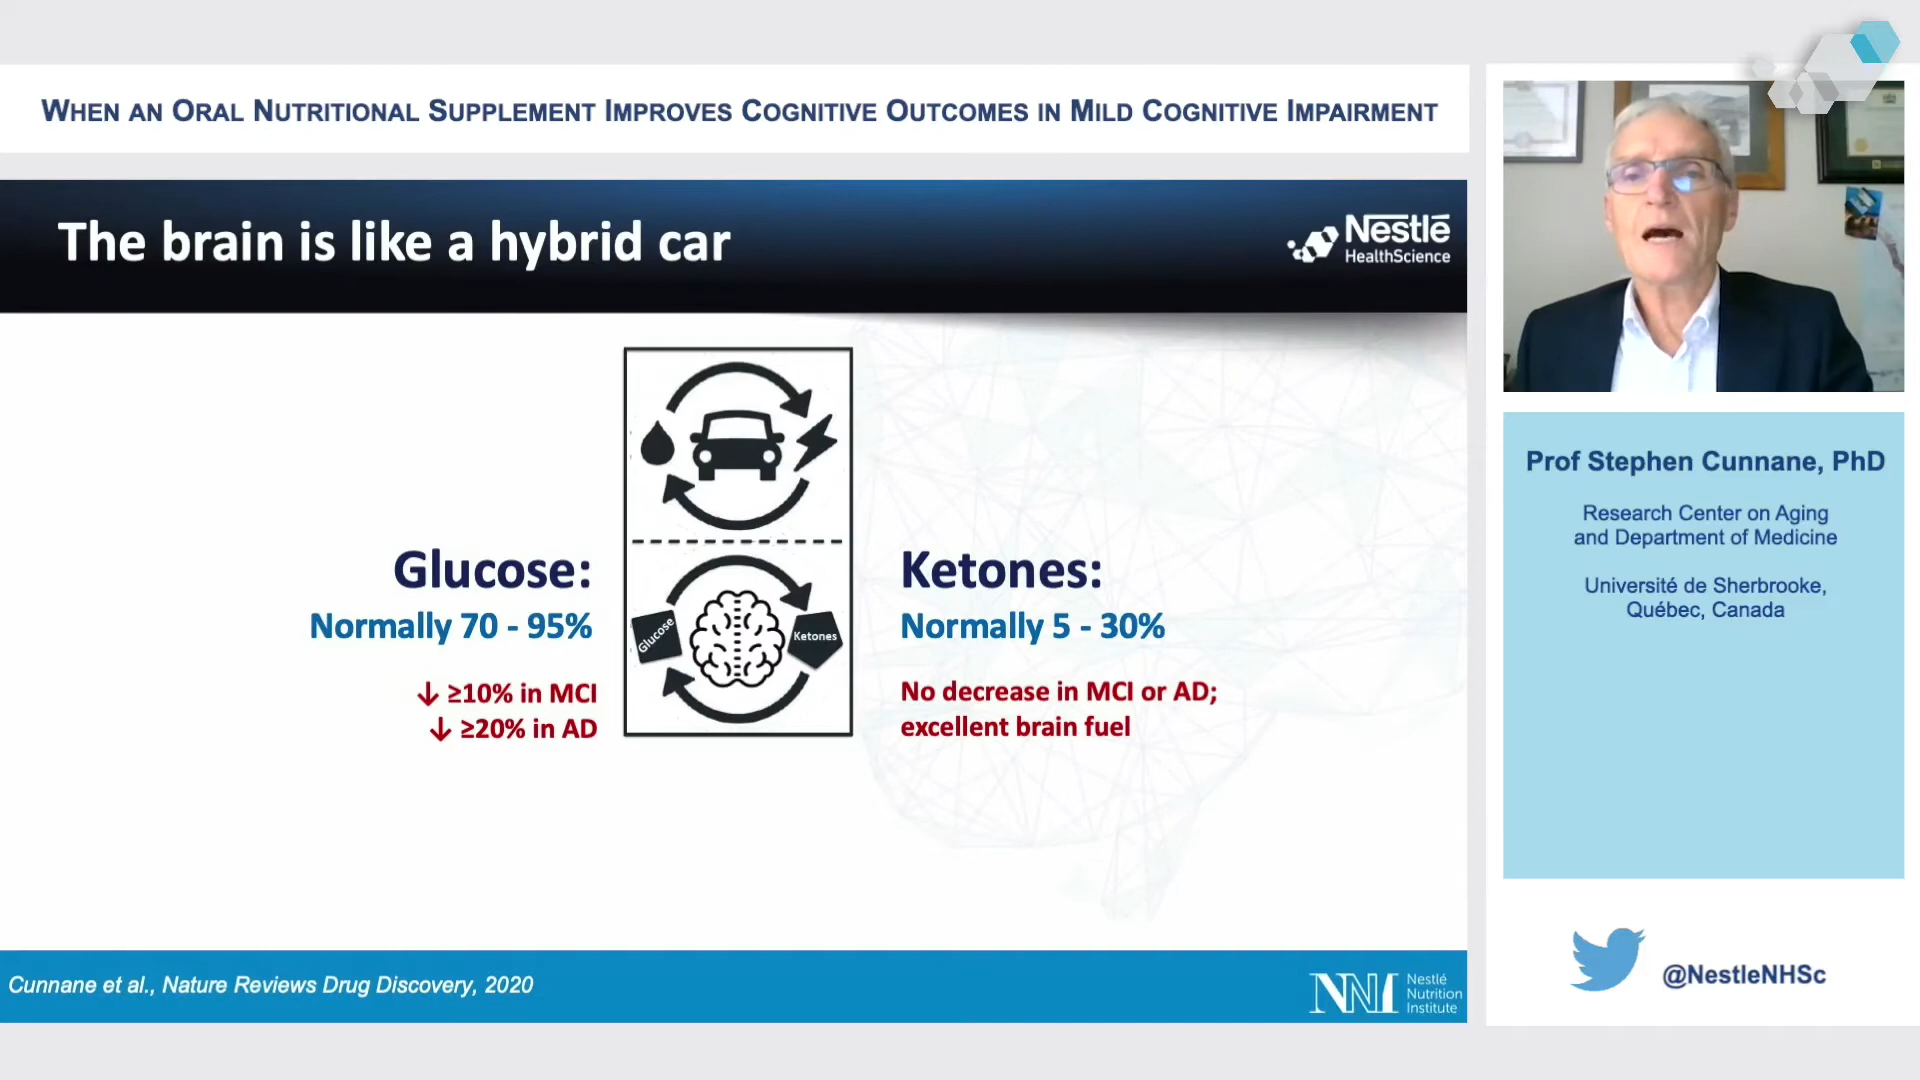 WHEN AN ORAL NUTRITIONAL SUPPLEMENT IMPROVES COGNITIVE OUTCOMES IN MILD COGNITIVE IMPAIRMENT
The brain is like a hybrid car
Nestlē
HealthScience
Glucose:
Normally 70 - 95%
↓ ≥10% in MCI
↓ ≥20% in AD
Glucose
Ketones
Ketones:
Normally 5 - 30%
No decrease in MCI or AD;
excellent brain fuel
Cunnane et al., Nature Reviews Drug Discovery, 2020
NNI
Nestlé
Nutrition
Institute
Prof Stephen Cunnane, PhD
Research Center on Aging
and Department of Medicine
Université de Sherbrooke,
Québec, Canada
@NestleNHSc